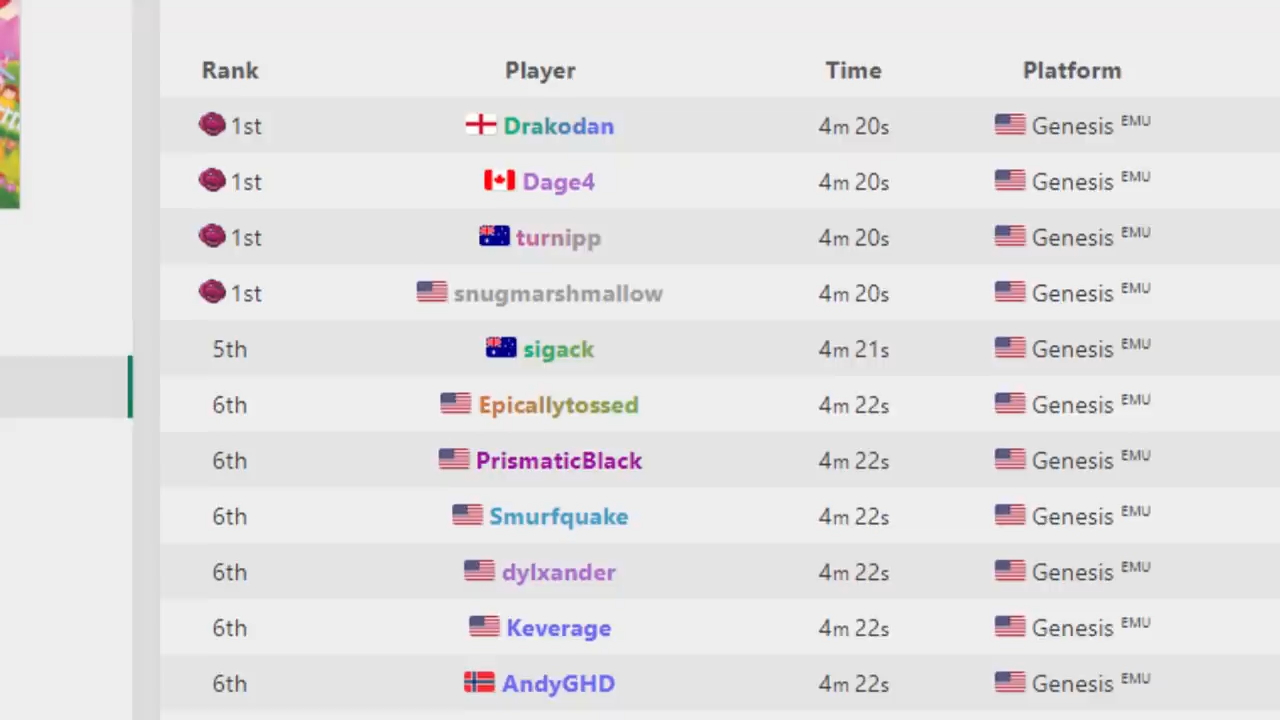 Rank Player Time Platform
1st Drakodan 4m 20s Genesis EMU
1st Dage4 4m 20s Genesis EMU
1st turnipp 4m 20s Genesis EMU
1st snugmarshmallow 4m 20s Genesis EMU
5th sigack 4m 21s Genesis EMU
6th Epicallytossed 4m 22s Genesis EMU
6th PrismaticBlack 4m 22s Genesis EMU
6th Smurfquake 4m 22s Genesis EMU
6th dylxander 4m 22s Genesis EMU
6th Keverage 4m 22s Genesis EMU
6th AndyGHD 4m 22s Genesis EMU